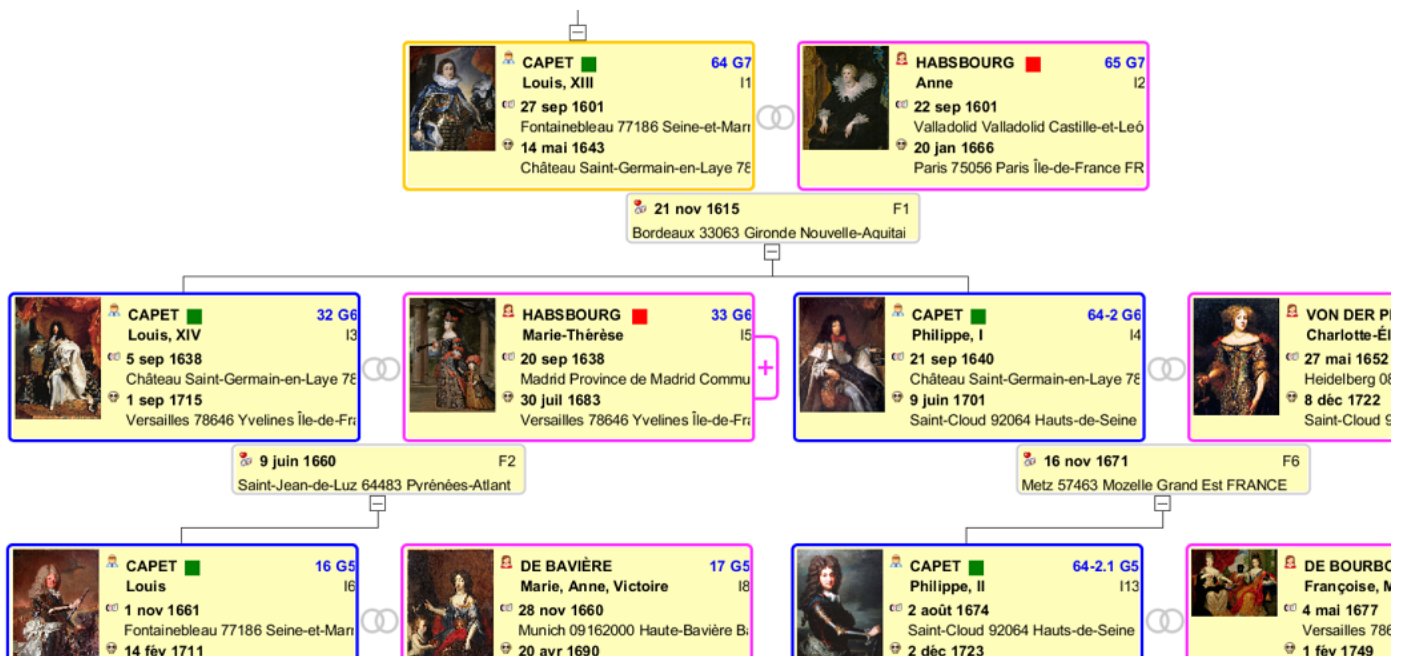 CAPET 64 G7
Louis, XIII I1
27 sep 1601
Fontainebleau 77186 Seine-et-Marn
14 mai 1643
Château Saint-Germain-en-Laye 78
HABSBOURG 65 G7
Anne I2
22 sep 1601
Valladolid Valladolid Castille-et-Leó
20 jan 1666
Paris 75056 Paris Île-de-France FR
21 nov 1615 F1
Bordeaux 33063 Gironde Nouvelle-Aquitai
CAPET 32 G6
Louis, XIV I3
5 sep 1638
Château Saint-Germain-en-Laye 78
1 sep 1715
Versailles 78646 Yvelines Île-de-Fra
HABSBOURG 33 G6
Marie-Thérèse I5
20 sep 1638
Madrid Province de Madrid Commu
30 juil 1683
Versailles 78646 Yvelines Île-de-Fra
+
CAPET 64-2 G6
Philippe, I I4
21 sep 1640
Château Saint-Germain-en-Laye 78
9 juin 1701
Saint-Cloud 92064 Hauts-de-Seine
VON DER P
Charlotte-Él
27 mai 1652
Heidelberg 08
8 déc 1722
Saint-Cloud 9
9 juin 1660 F2
Saint-Jean-de-Luz 64483 Pyrénées-Atlant
16 nov 1671 F6
Metz 57463 Mozelle Grand Est FRANCE
CAPET 16 G5
Louis I6
1 nov 1661
Fontainebleau 77186 Seine-et-Marn
14 fév 1711
DE BAVIÈRE 17 G5
Marie, Anne, Victoire I8
28 nov 1660
Munich 09162000 Haute-Bavière Ba
20 avr 1690
CAPET 64-2.1 G5
Philippe, II I13
2 août 1674
Saint-Cloud 92064 Hauts-de-Seine
2 déc 1723
DE BOURBO
Françoise, M
4 mai 1677
Versailles 786
1 fév 1749